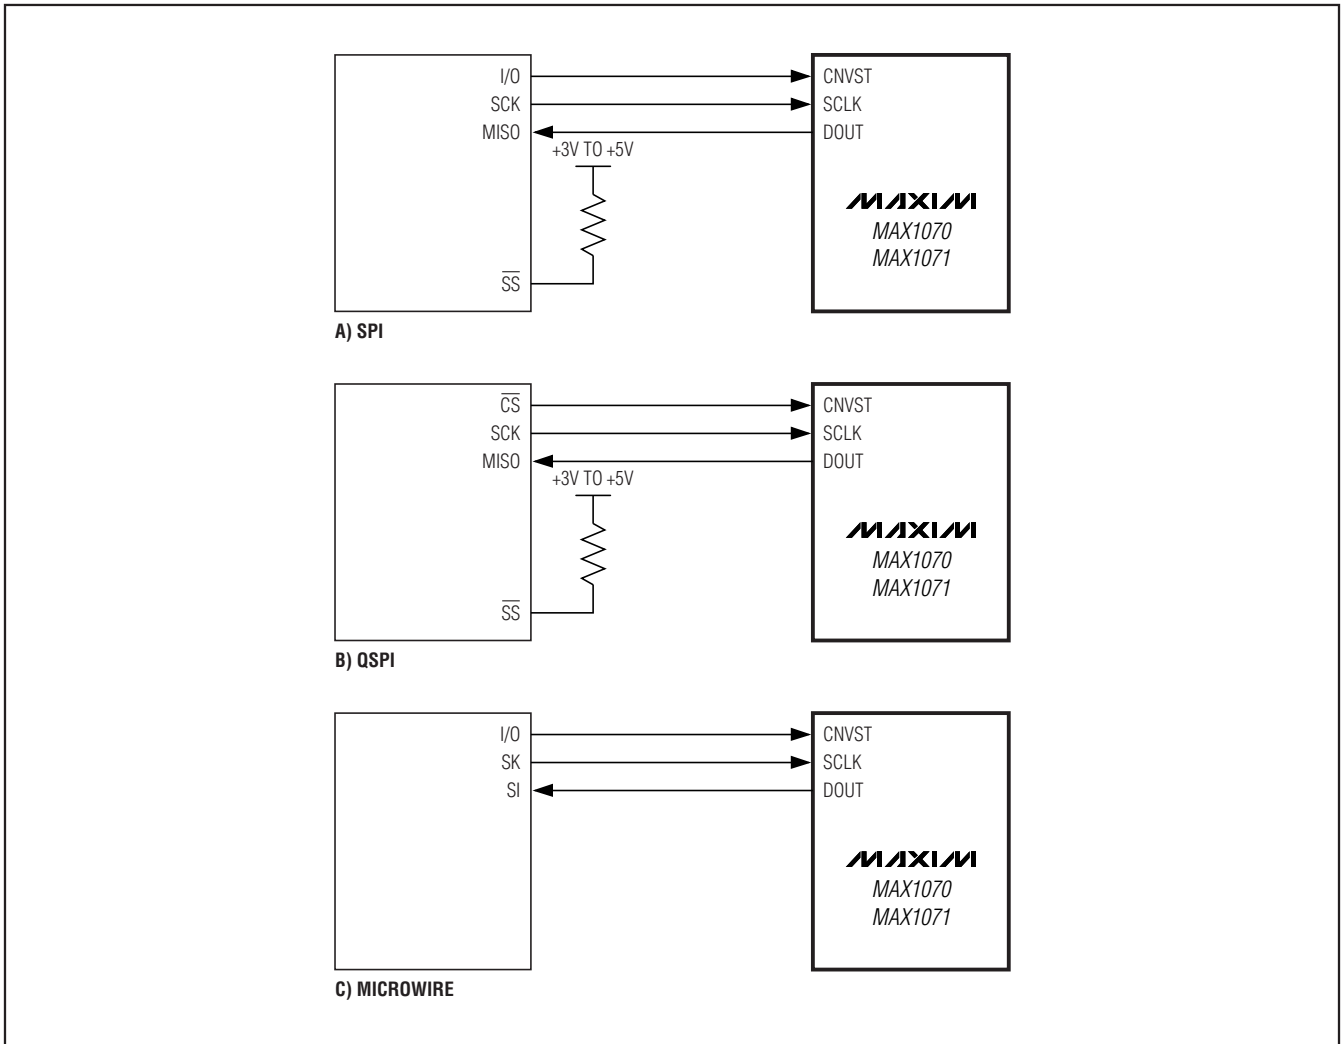 I/O
SCK
MISO
+3V TO +5V
SS
CNVST
SCLK
DOUT
MAXIM
MAX1070
MAX1071
A) SPI
CS
SCK
MISO
+3V TO +5V
SS
CNVST
SCLK
DOUT
MAXIM
MAX1070
MAX1071
B) QSPI
I/O
SK
SI
CNVST
SCLK
DOUT
MAXIM
MAX1070
MAX1071
C) MICROWIRE